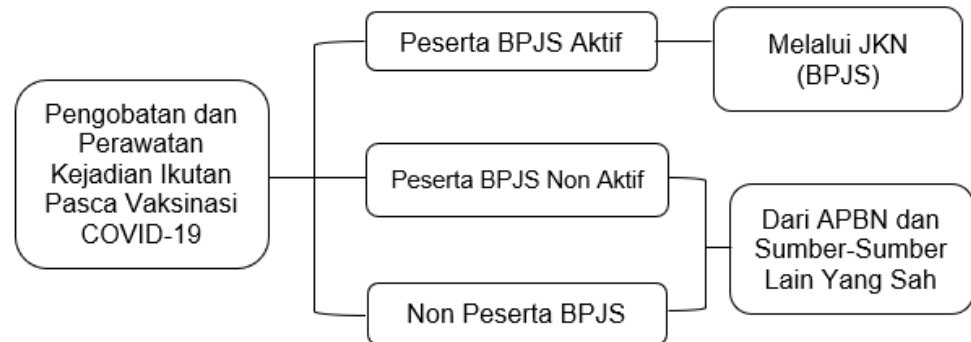 Pengobatan dan
Perawatan
Kejadian Ikutan
Pasca Vaksinasi
COVID-19
Peserta BPJS Aktif
Melalui JKN
(BPJS)
Peserta BPJS Non Aktif
Non Peserta BPJS
Dari APBN dan
Sumber-Sumber
Lain Yang Sah